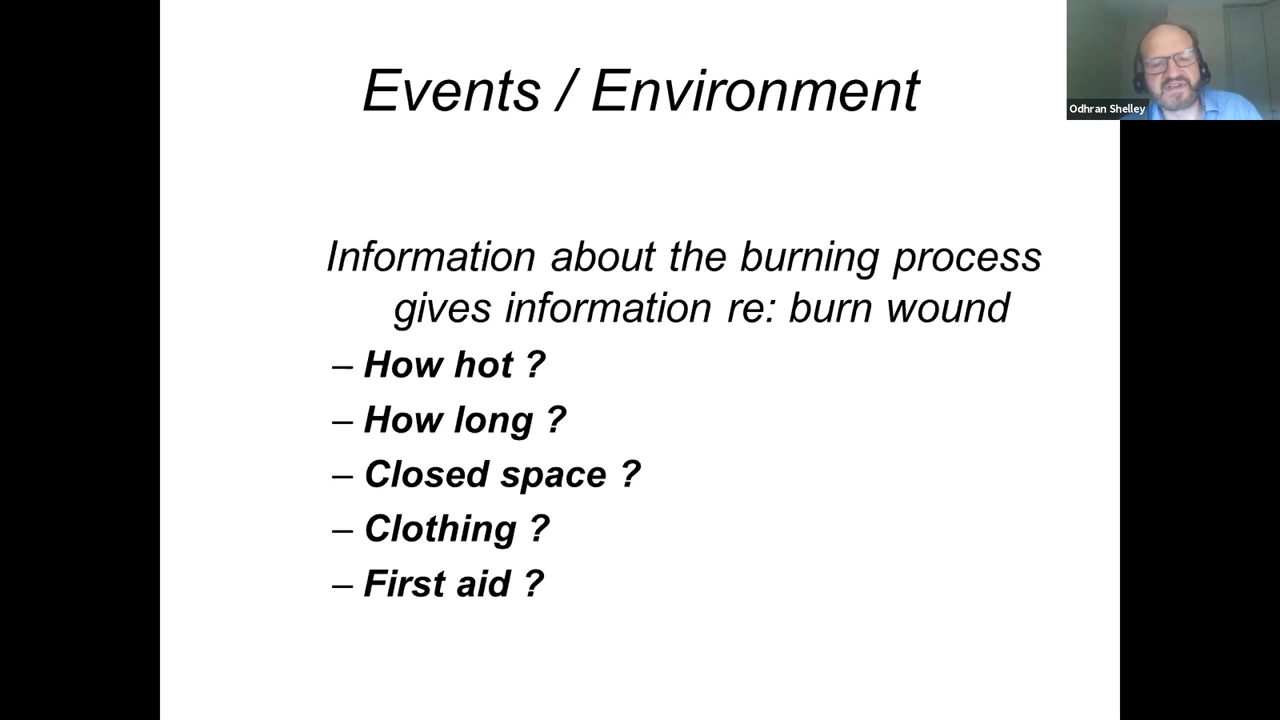 Events / Environment
Odhran Shelley
Information about the burning process
gives information re: burn wound
– How hot ?
– How long ?
– Closed space ?
– Clothing ?
– First aid ?